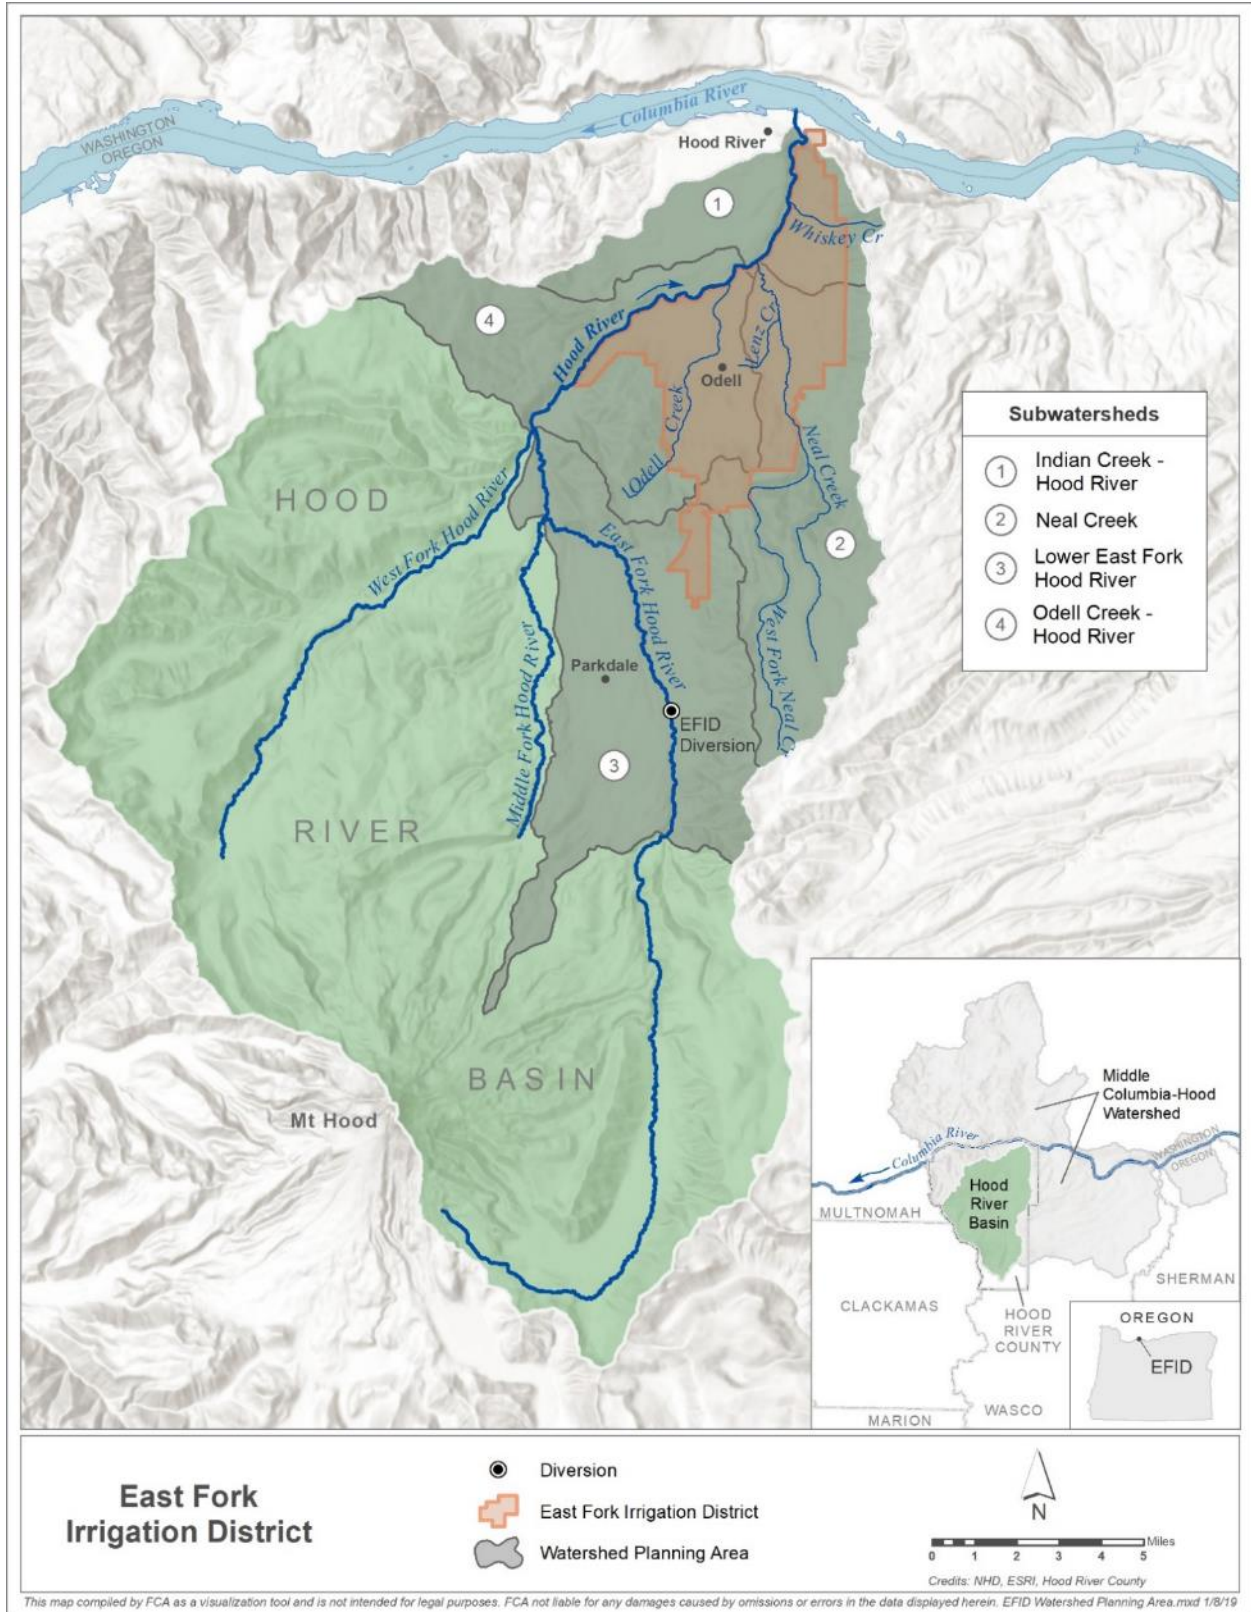 Columbia River
WASHINGTON
OREGON
Hood River
1
Whiskey Cr
4
Hood River
Lenz Cr
Odell
Odell Creek
Neal Creek
HOOD
West Fork Hood River
East Fork Hood River
2
West Fork Neal Cr
Middle Fork Hood River
Parkdale
EFID
Diversion
3
RIVER
BASIN
Mt Hood
Subwatersheds
1 Indian Creek -
Hood River
2 Neal Creek
3 Lower East Fork
Hood River
4 Odell Creek -
Hood River
Middle
Columbia-Hood
Watershed
Columbia River
WASHINGTON
OREGON
Hood
River
Basin
MULTNOMAH
SHERMAN
CLACKAMAS
HOOD
RIVER
COUNTY
OREGON
EFID
WASCO
MARION
East Fork
Irrigation District
Diversion
East Fork Irrigation District
Watershed Planning Area
N
Miles
0 1 2 3 4 5
Credits: NHD, ESRI, Hood River County
This map compiled by FCA as a visualization tool and is not intended for legal purposes. FCA not liable for any damages caused by omissions or errors in the data displayed herein. EFID Watershed Planning Area.mxd 1/8/19